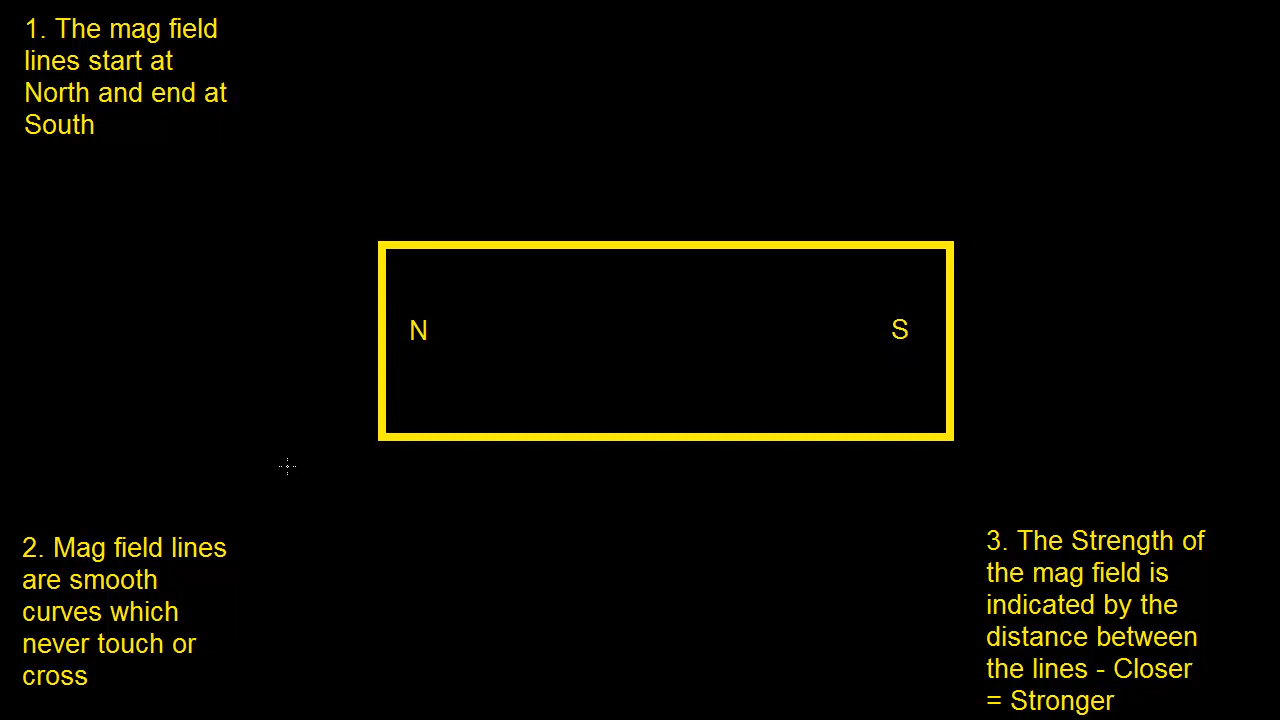 1. The mag field
lines start at
North and end at
South
N
S
2. Mag field lines
are smooth
curves which
never touch or
cross
3. The Strength of
the mag field is
indicated by the
distance between
the lines - Closer
= Stronger